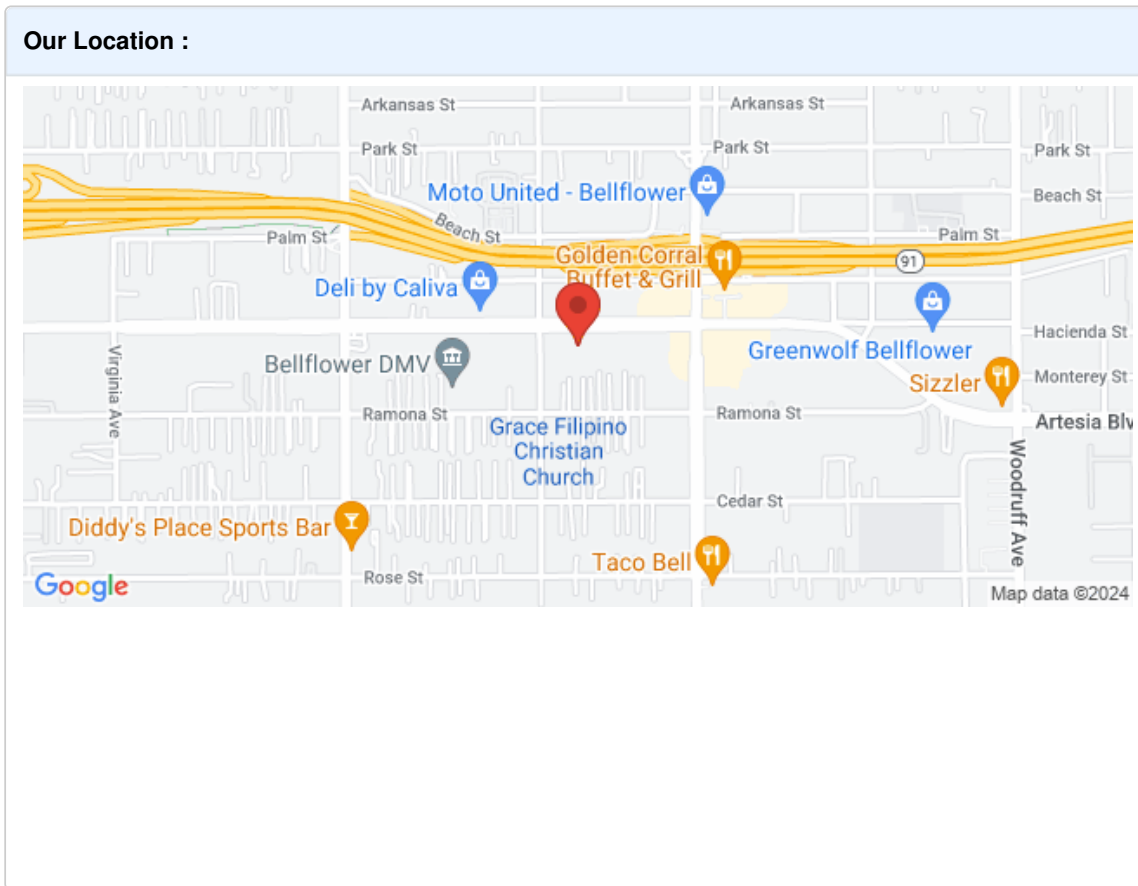 Our Location :
Arkansas St
Arkansas St
Park St
Park St
Park St
Moto United - Bellflower
Beach St
Beach St
Palm St
Palm St
Golden Corral
Buffet & Grill
91
Deli by Caliva
Hacienda St
Greenwolf Bellflower
Virginia Ave
Bellflower DMV
Sizzler
Monterey St
Ramona St
Ramona St
Artesia Blv
Grace Filipino
Christian
Church
Woodruff Ave
Cedar St
Diddy's Place Sports Bar
Taco Bell
Rose St
Google
Map data ©2024